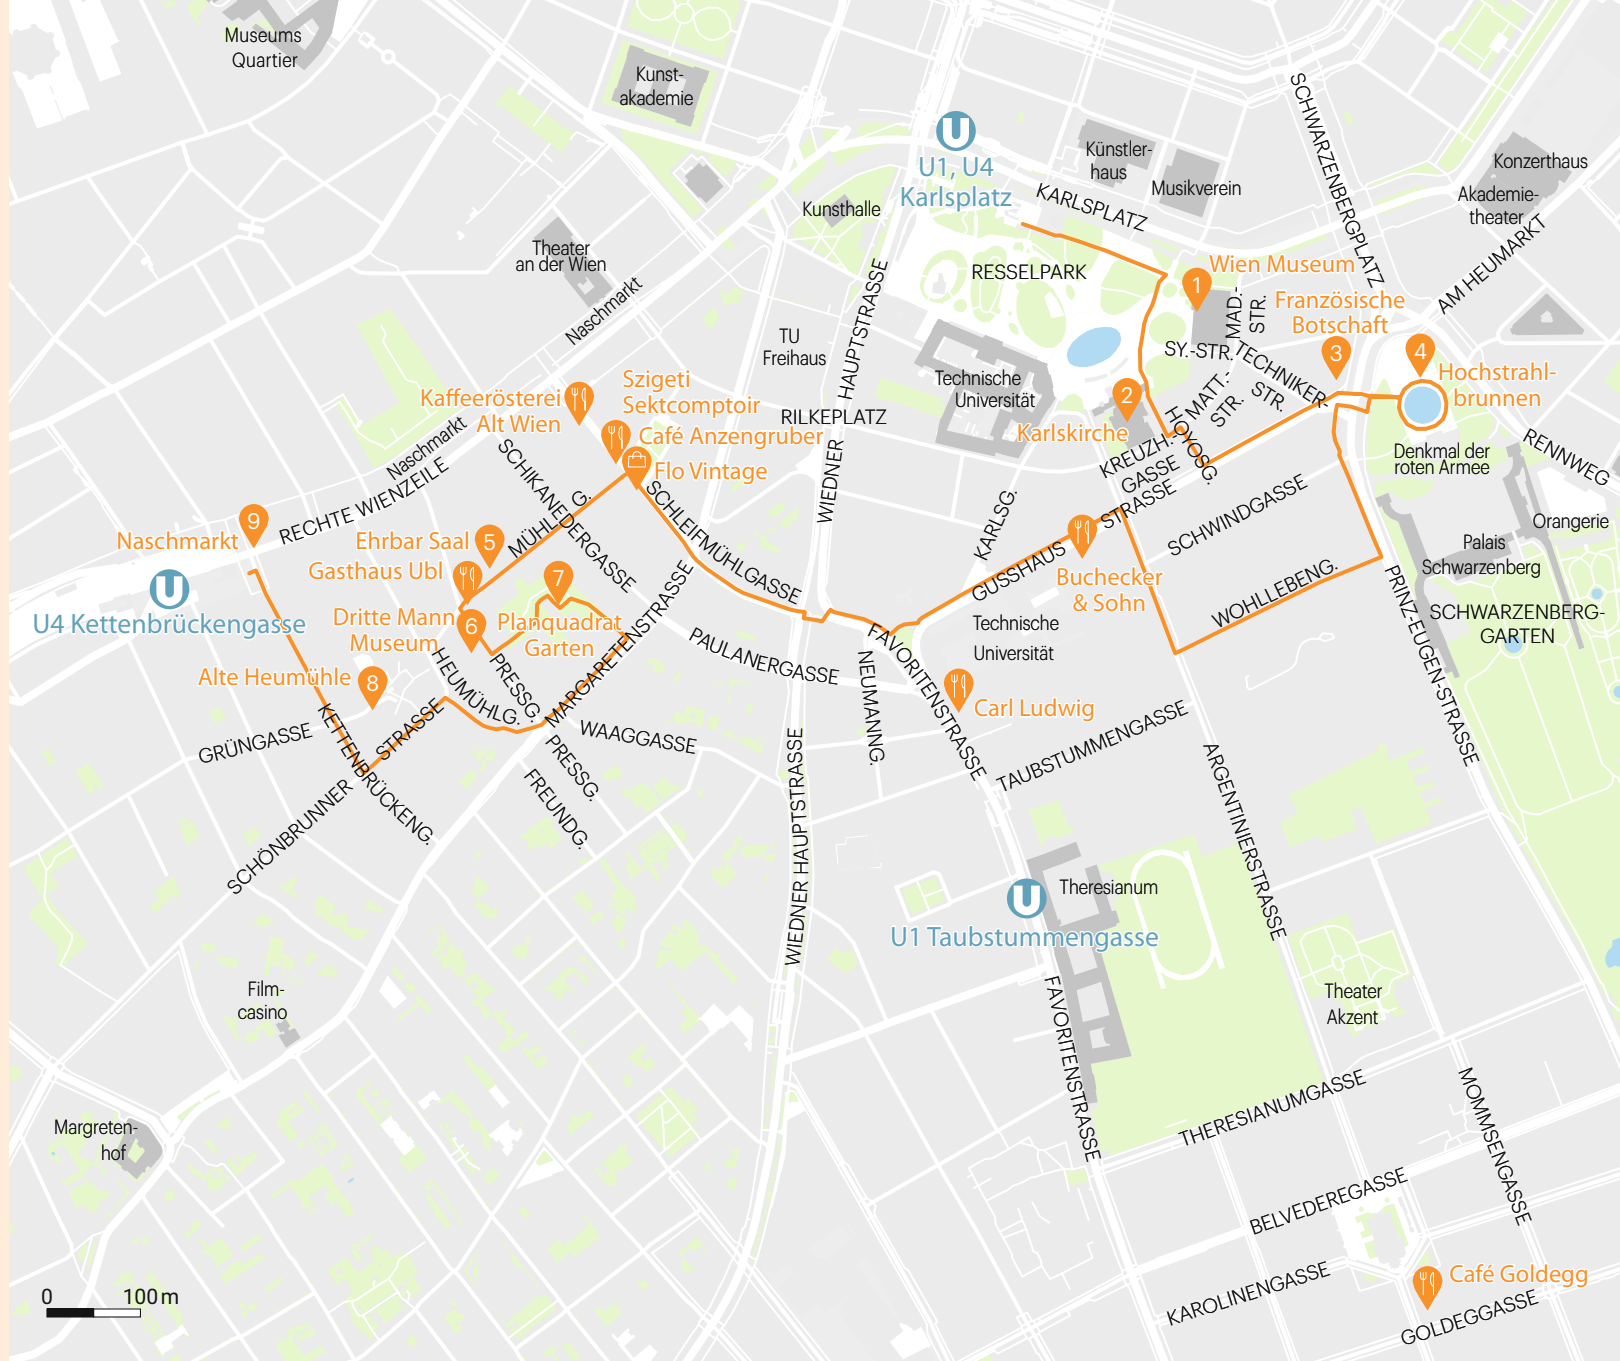 Museums
Quartier
Kunst-
akademie
U
U1, U4
Karlsplatz
Künstler-
haus
Musikverein
KARLSPLATZ
SCHWARZENBERGPLATZ
Konzerthaus
Akademie-
theater
AM HEUMARKT
Kunsthalle
Theater
an der Wien
Naschmarkt
RESSELPARK
1
Wien Museum
MAD.-
STR.
Französische
Botschaft
3
4
Hochstrahl-
brunnen
SY.-STR.
TECHNIKER-
STR.
MATT.-
STR.
TU
Freihaus
WIEDNER HAUPTSTRASSE
Technische
Universität
2
Karlskirche
HOYOSG.
KREUZH.-
GASSE
RILKEPLATZ
Kaffeerösterei
Alt Wien
Szigeti
Sektcomptoir
Café Anzengruber
Flo Vintage
Naschmarkt
RECHTE WIENZEILE
SCHIKANEDERGASSE
MÜHLG.
SCHLEIFMÜHLGASSE
9
Naschmarkt
U
U4 Kettenbrückengasse
Ehrbar Saal
5
Gasthaus Ubl
7
Dritte Mann
Museum
6
Planquadrat
Garten
Alte Heumühle
8
KARLSG.
GUSSHAUS STRASSE
Buchecker
& Sohn
SCHWINDGASSE
WOHLLEBENG.
Denkmal der
roten Armee
RENNWEG
Orangerie
Palais
Schwarzenberg
SCHWARZENBERG-
GARTEN
PRINZ-EUGEN-STRASSE
Technische
Universität
Carl Ludwig
PAULANERGASSE
NEUMANNG.
FAVORITENSTRASSE
TAUBSTUMMENGASSE
ARGENTINIERSTRASSE
HEUMÜHLG.
PRESSG.
MARGARETENSTRASSE
WAAGGASSE
PRESSG.
FREUNDG.
GRÜNGASSE
KETTENBRÜCKENG.
SCHÖNBRUNNER STRASSE
WIEDNER HAUPTSTRASSE
U
U1 Taubstummengasse
Theresianum
Film-
casino
FAVORITENSTRASSE
Theater
Akzent
THERESIANUMGASSE
MOMMSENGASSE
Margreten-
hof
BELVEDEREGASSE
KAROLINENGASSE
Café Goldegg
GOLDEGGASSE
0 100 m